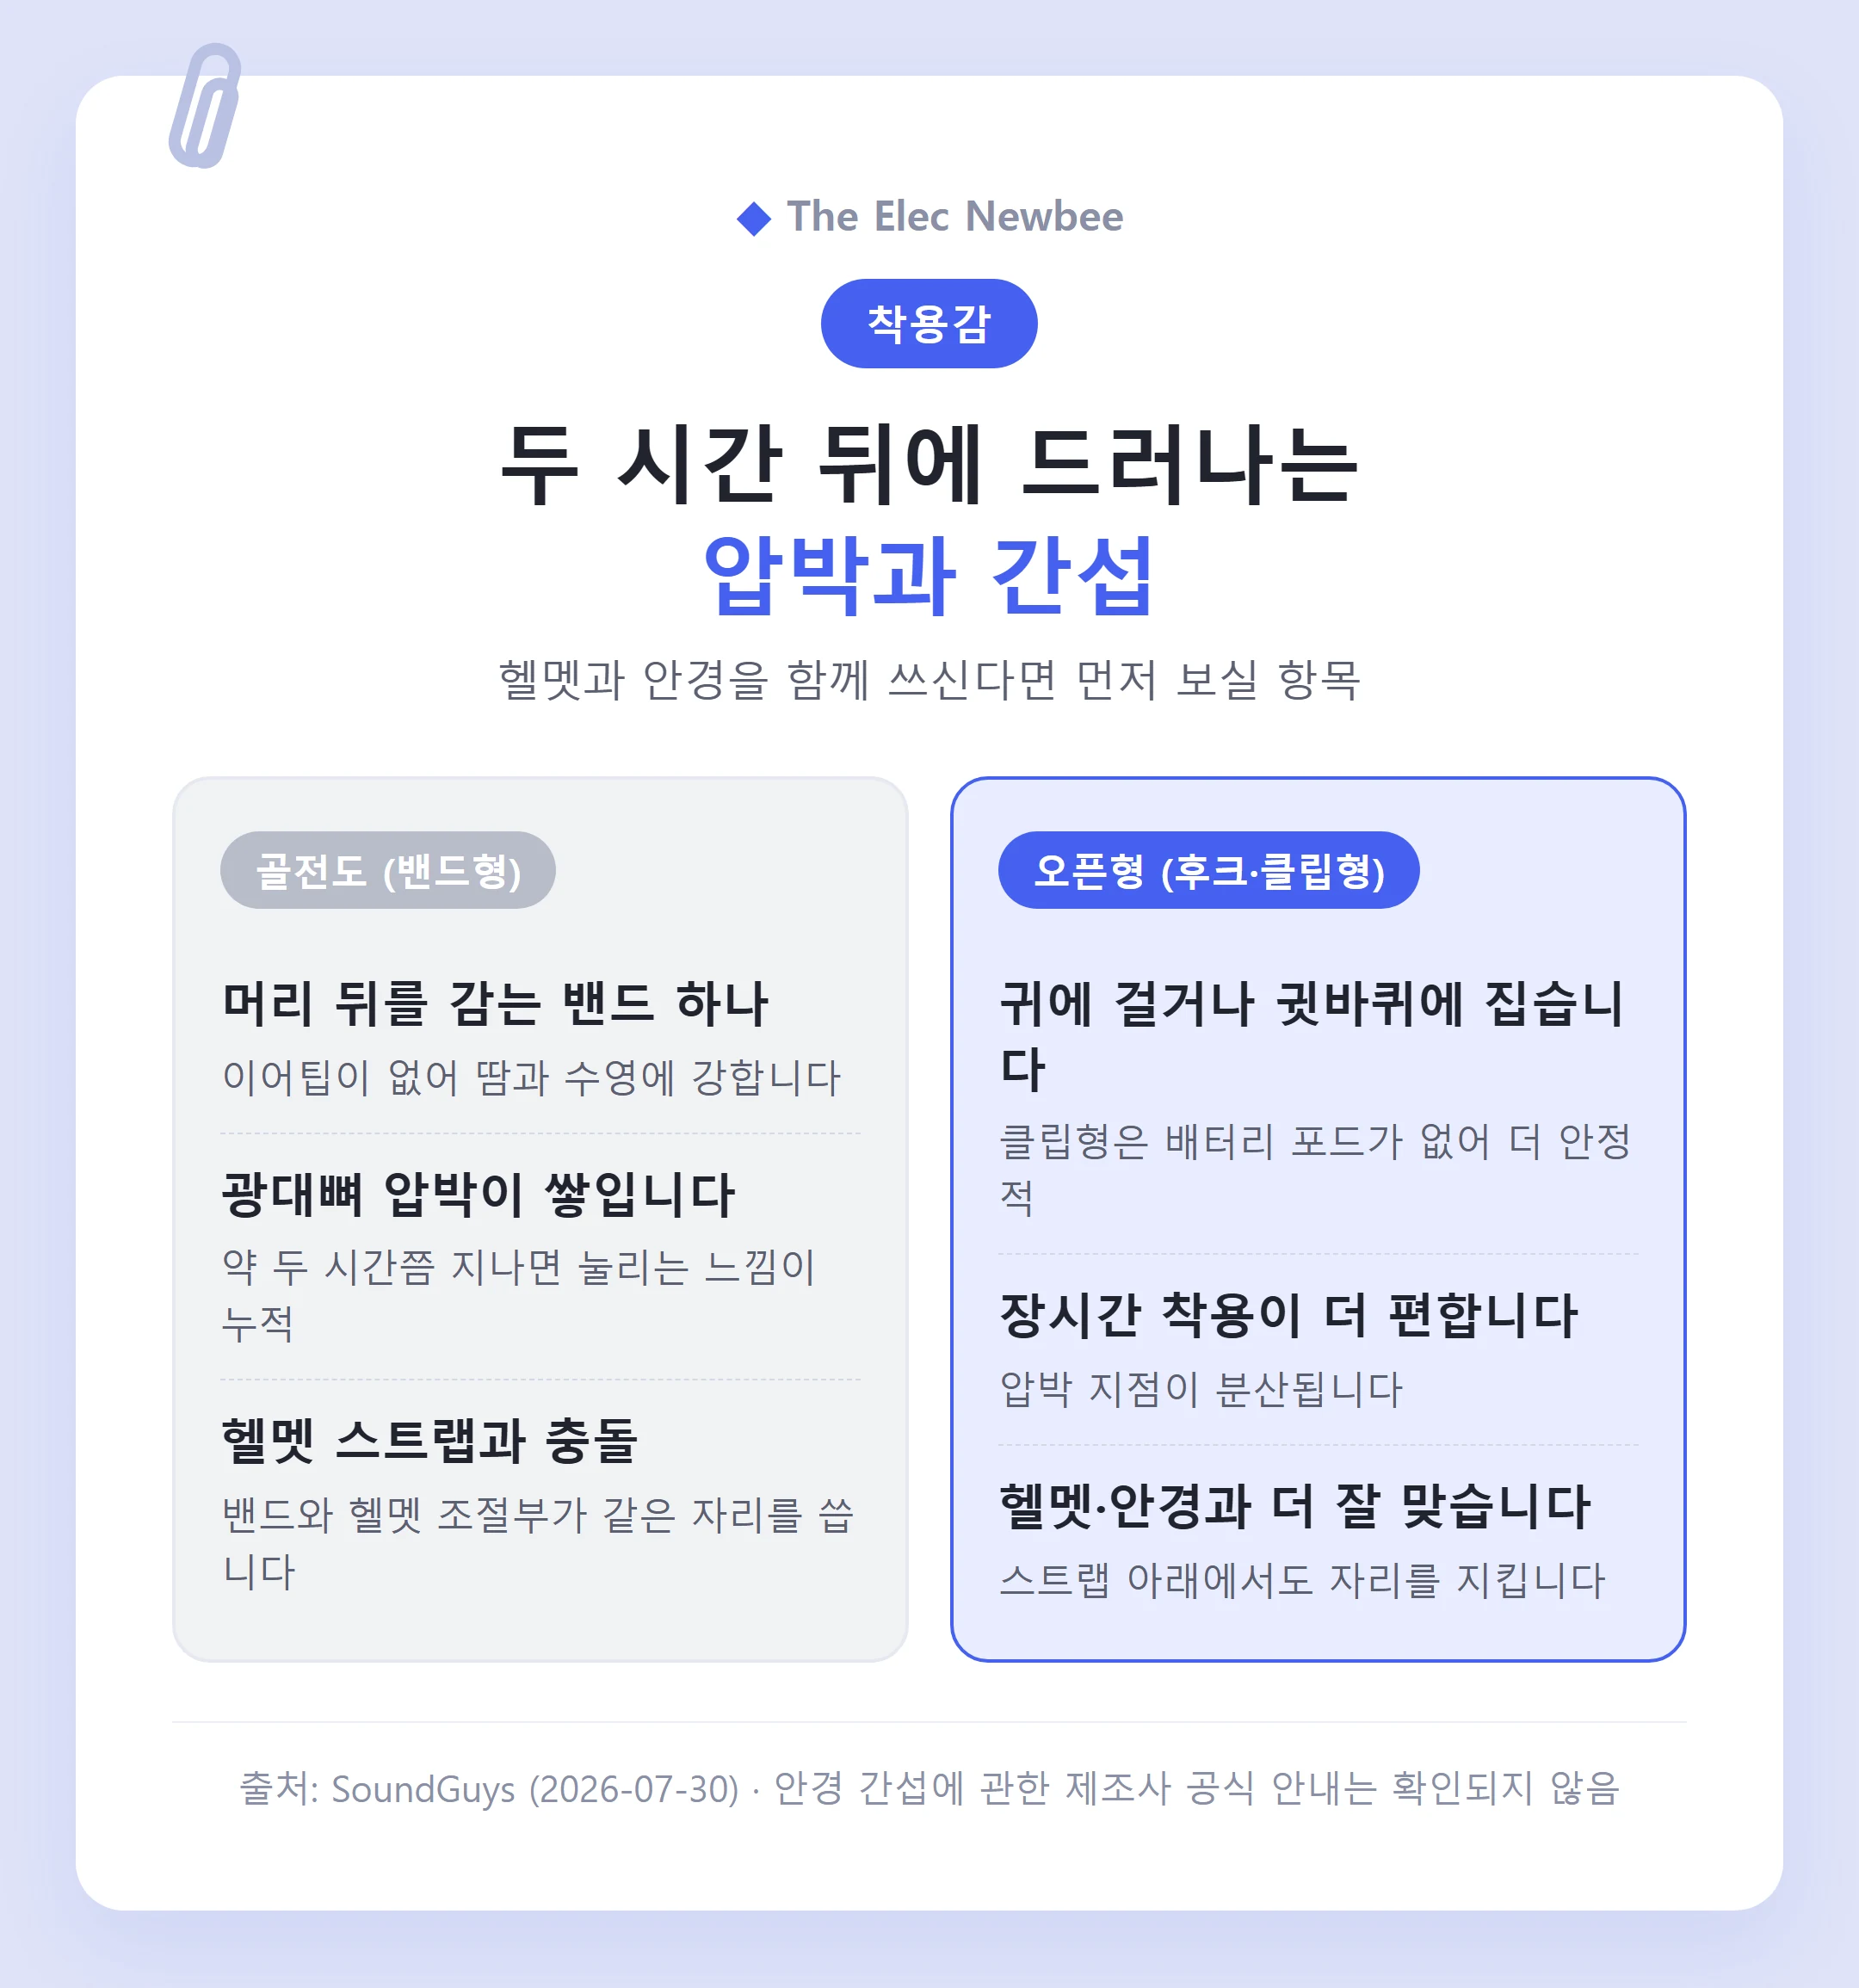 The Elec Newbee
착용감
두 시간 뒤에 드러나는
압박과 간섭
헬멧과 안경을 함께 쓰신다면 먼저 보실 항목
골전도 (밴드형)
머리 뒤를 감는 밴드 하나
이어팁이 없어 땀과 수영에 강합니다
광대뼈 압박이 쌓입니다
약 두 시간쯤 지나면 눌리는 느낌이
누적
헬멧 스트랩과 충돌
밴드와 헬멧 조절부가 같은 자리를 씁
니다
오픈형 (후크·클립형)
귀에 걸거나 귓바퀴에 집습니
다
클립형은 배터리 포드가 없어 더 안정
적
장시간 착용이 더 편합니다
압박 지점이 분산됩니다
헬멧·안경과 더 잘 맞습니다
스트랩 아래에서도 자리를 지킵니다
출처: SoundGuys (2026-07-30) · 안경 간섭에 관한 제조사 공식 안내는 확인되지 않음